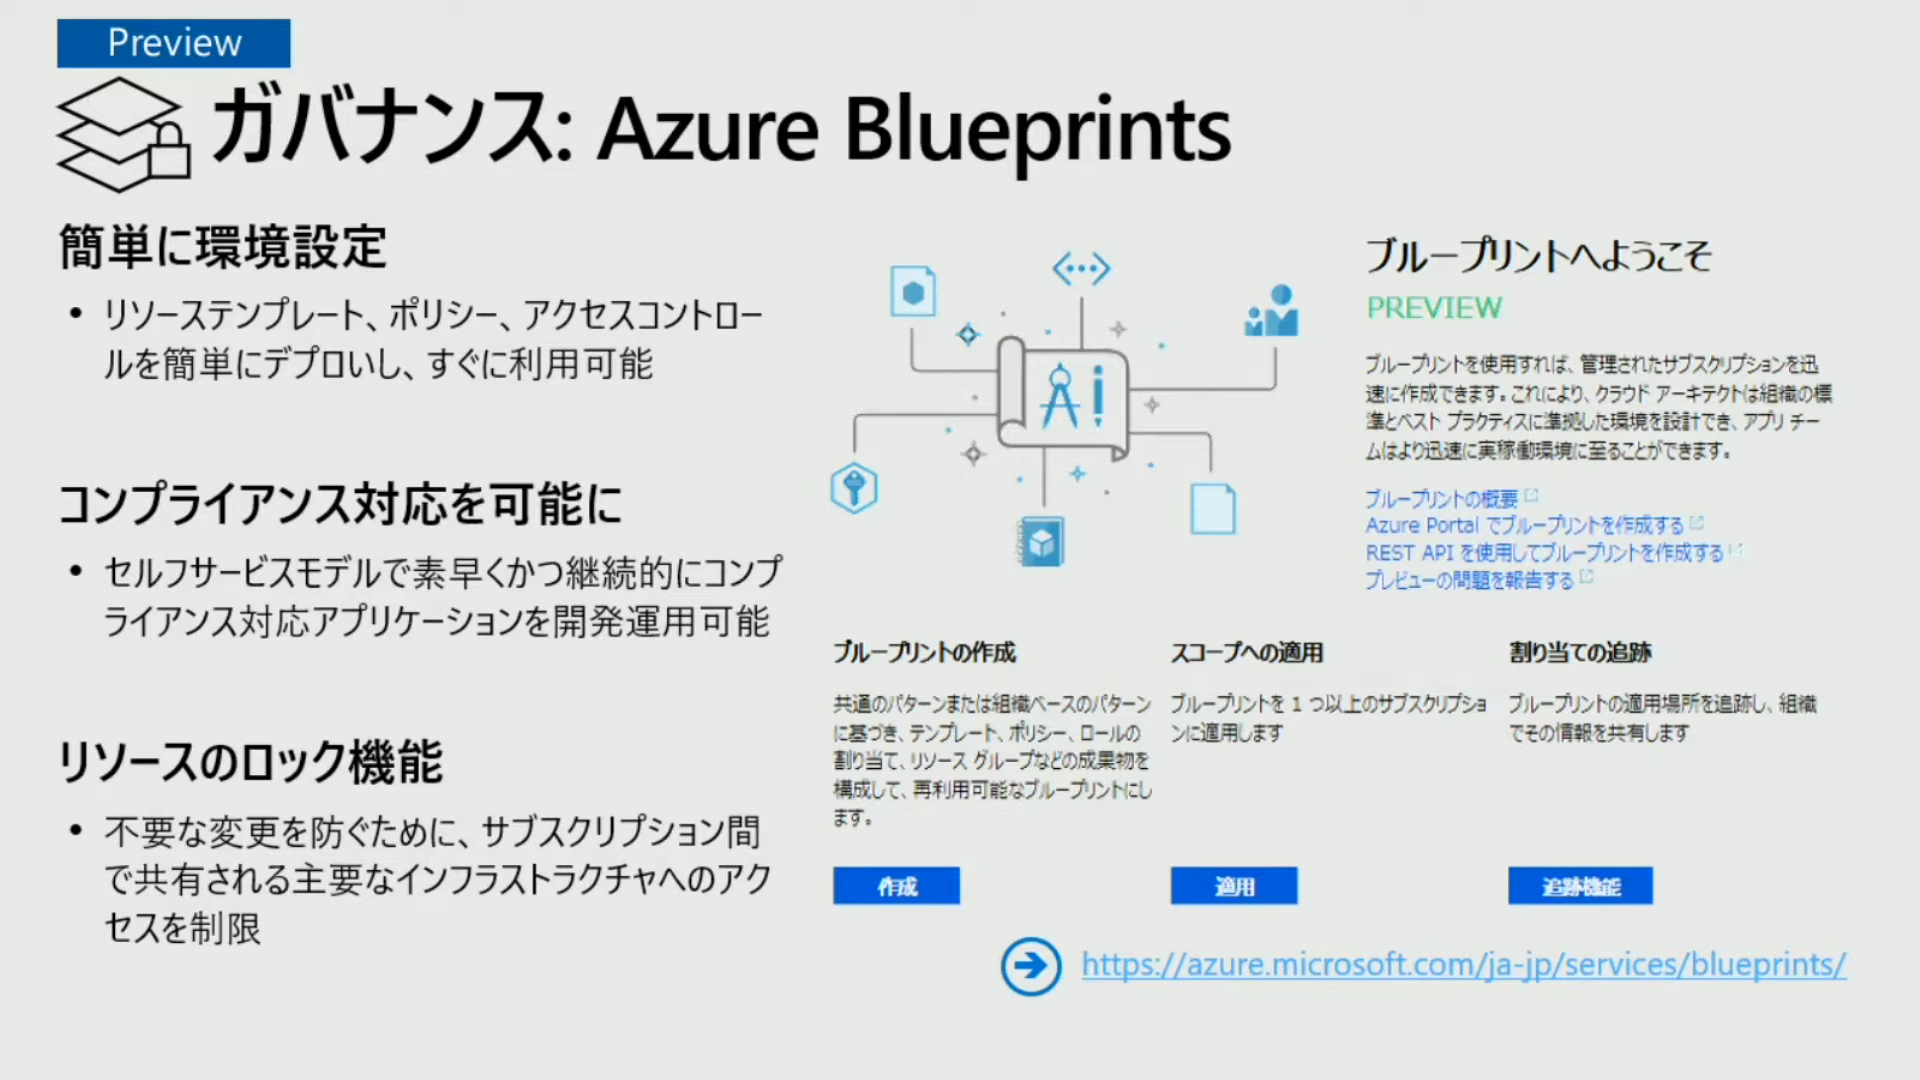 Preview
ガバナンス: Azure Blueprints
簡単に環境設定
• リソーステンプレート、ポリシー、アクセスコントロー
ルを簡単にデプロいし、すぐに利用可能
コンプライアンス対応を可能に
• セルフサービスモデルで素早くかつ継続的にコンプ
ライアンス対応アプリケーションを開発運用可能
リソースのロック機能
• 不要な変更を防ぐために、サブスクリプション間
で共有される主要なインフラストラクチャへのアク
セスを制限
ブループリントへようこそ
PREVIEW
ブループリントを使用すれば、管理されたサブスクリプションを迅
速に作成できます。これにより、クラウド アーキテクトは組織の標
準とベスト プラクティスに準拠した環境を設計でき、アプリ チー
ムはより迅速に実稼働環境に至ることができます。
ブループリントの概要
Azure Portal でブループリントを作成する
REST API を使用してブループリントを作成する
プレビューの問題を報告する
ブループリントの作成
共通のパターンまたは組織ベースのパターン
に基づき、テンプレート、ポリシー、ロールの
割り当て、リソース グループなどの成果物を
構成して、再利用可能なブループリントにし
ます。
作成
スコープへの適用
ブループリントを 1 つ以上のサブスクリプショ
ンに適用します
適用
割り当ての追跡
ブループリントの適用場所を追跡し、組織
でその情報を共有します
追跡機能
https://azure.microsoft.com/ja-jp/services/blueprints/